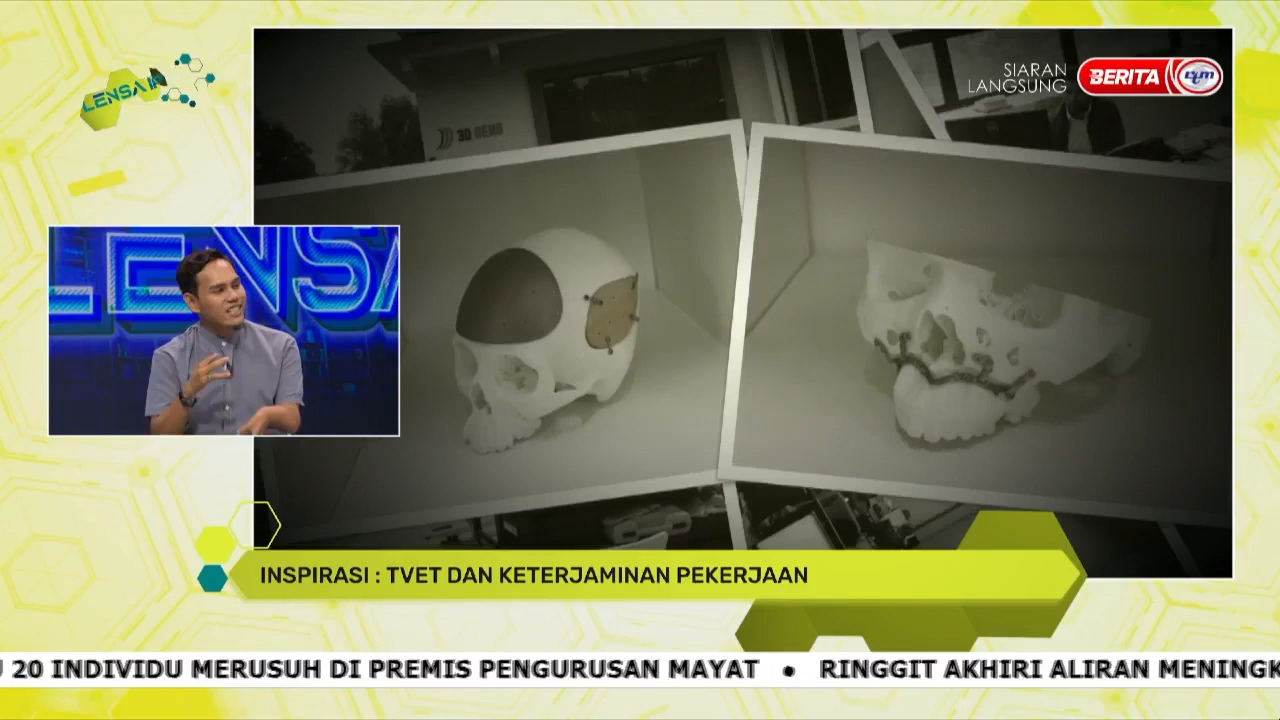 LENSA
SIARAN
LANGSUNG
BERITA
rtm
3D GENS
LENSA
INSPIRASI : TVET DAN KETERJAMINAN PEKERJAAN
20 INDIVIDU MERUSUH DI PREMIS PENGURUSAN MAYAT • RINGGIT AKHIRI ALIRAN MENINGK